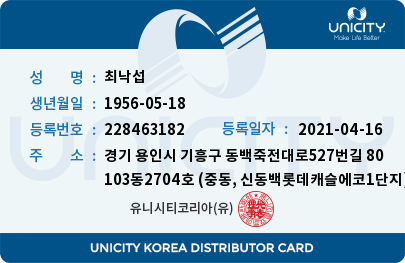 UNICITY
Make Life Better
성 명 : 최낙섭
생년월일 : 1956-05-18
등록번호 : 228463182 등록일자 : 2021-04-16
주 소 : 경기 용인시 기흥구 동백죽전대로527번길 80
103동2704호 (중동, 신동백롯데캐슬에코1단지)
유니시티코리아(유)
UNICITY
UNICITY KOREA DISTRIBUTOR CARD